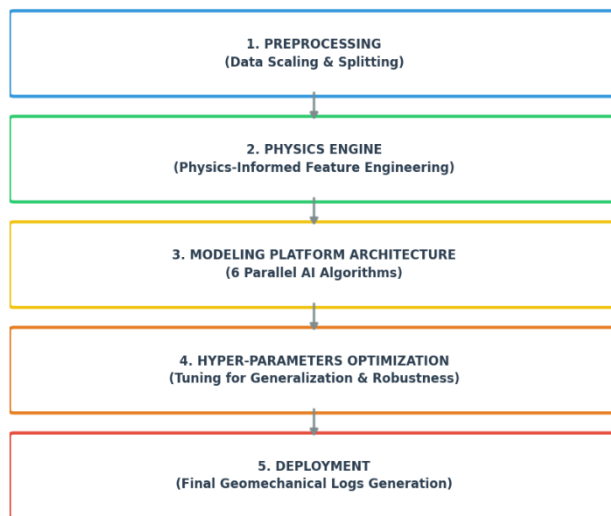 1. PREPROCESSING
(Data Scaling & Splitting)
2. PHYSICS ENGINE
(Physics-Informed Feature Engineering)
3. MODELING PLATFORM ARCHITECTURE
(6 Parallel AI Algorithms)
4. HYPER-PARAMETERS OPTIMIZATION
(Tuning for Generalization & Robustness)
5. DEPLOYMENT
(Final Geomechanical Logs Generation)